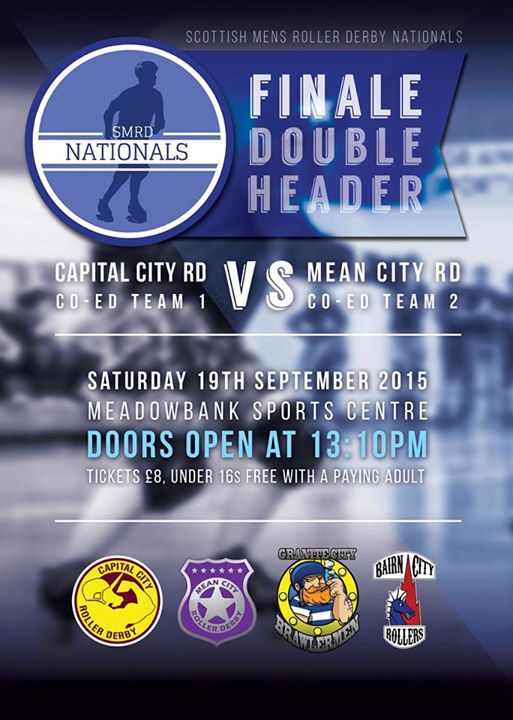 SCOTTISH MENS ROLLER DERBY NATIONALS
SMRD
NATIONALS
FINALE
DOUBLE
HEADER
CAPITAL CITY RD VS MEAN CITY RD
CO-ED TEAM 1 CO-ED TEAM 2
SATURDAY 19TH SEPTEMBER 2015
MEADOWBANK SPORTS CENTRE
DOORS OPEN AT 13:10PM
TICKETS £8, UNDER 16s FREE WITH A PAYING ADULT
CAPITAL CITY
ROLLER DERBY
MEAN CITY
ROLLER DERBY
GRANITE CITY
BRAWLERMEN
BAIRN CITY
ROLLERS